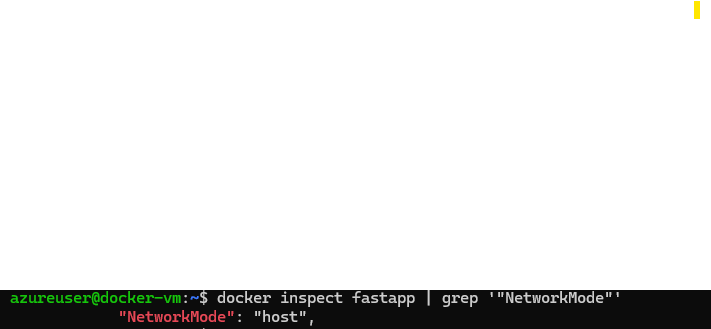 azureuser@docker-vm:~$ docker inspect fastapp | grep '"NetworkMode"'
"NetworkMode": "host",